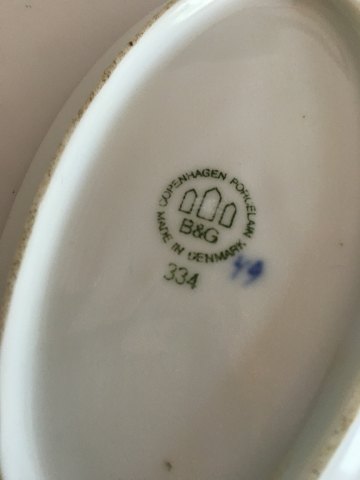 COPENHAGEN PORCELAIN
B&G
MADE IN DENMARK
334